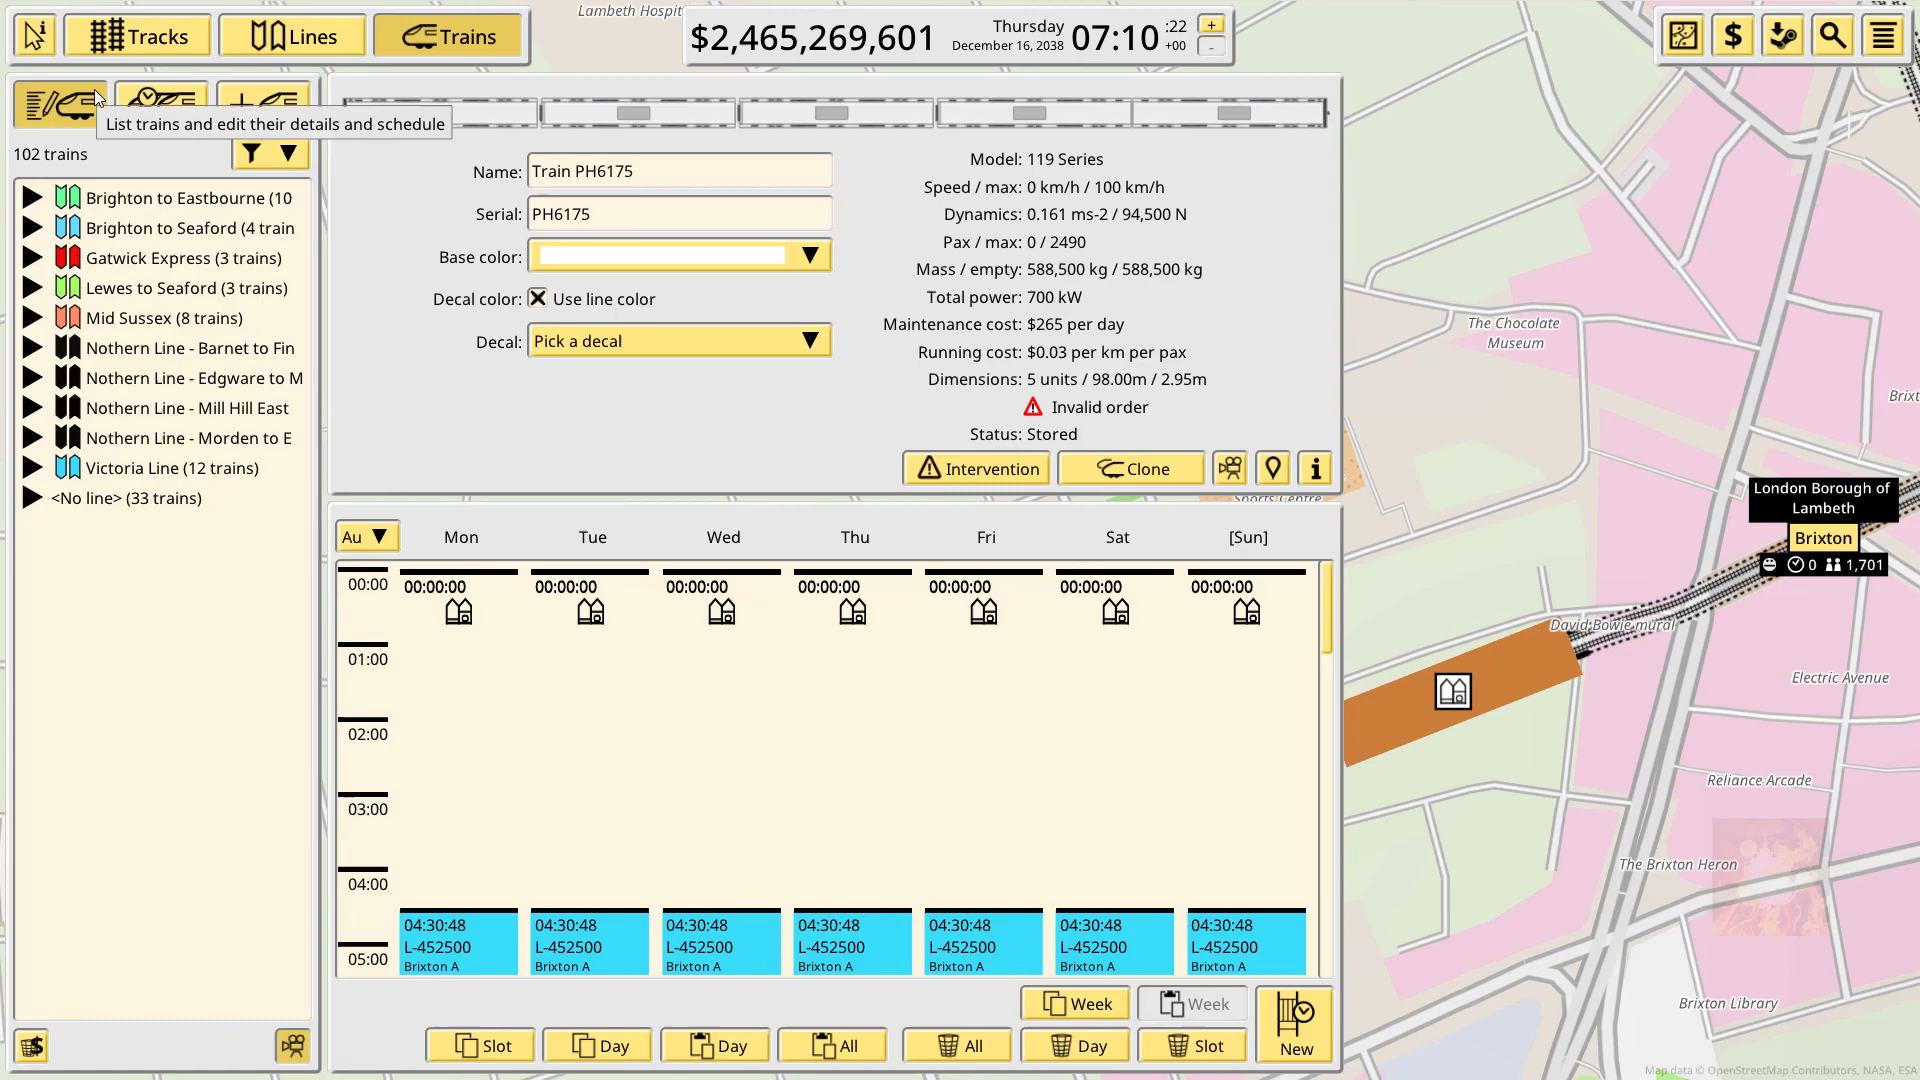 Tracks
Lines
Trains
$2,465,269,601
Thursday
December 16, 2038
07:10
:22
+00
+
-
$
Lambeth Hospit
List trains and edit their details and schedule
102 trains
Brighton to Eastbourne (10
Brighton to Seaford (4 train
Gatwick Express (3 trains)
Lewes to Seaford (3 trains)
Mid Sussex (8 trains)
Nothern Line - Barnet to Fin
Nothern Line - Edgware to M
Nothern Line - Mill Hill East
Nothern Line - Morden to E
Victoria Line (12 trains)
<No line> (33 trains)
Name: Train PH6175
Serial: PH6175
Base color:
Decal color: Use line color
Decal: Pick a decal
Model: 119 Series
Speed / max: 0 km/h / 100 km/h
Dynamics: 0.161 ms-2 / 94,500 N
Pax / max: 0 / 2490
Mass / empty: 588,500 kg / 588,500 kg
Total power: 700 kW
Maintenance cost: $265 per day
Running cost: $0.03 per km per pax
Dimensions: 5 units / 98.00m / 2.95m
Invalid order
Status: Stored
Intervention
Clone
Sports Centre
Au Mon Tue Wed Thu Fri Sat [Sun]
00:00 00:00:00 00:00:00 00:00:00 00:00:00 00:00:00 00:00:00 00:00:00
01:00
02:00
03:00
04:00
04:30:48 04:30:48 04:30:48 04:30:48 04:30:48 04:30:48 04:30:48
L-452500 L-452500 L-452500 L-452500 L-452500 L-452500 L-452500
05:00 Brixton A Brixton A Brixton A Brixton A Brixton A Brixton A Brixton A
Week Week
Slot Day Day All All Day Slot New
The Chocolate
Museum
Brixt
London Borough of
Lambeth
Brixton
0 1,701
David Bowie mural
Electric Avenue
Reliance Arcade
The Brixton Heron
Brixton Library
Map data © OpenStreetMap Contributors, NASA, ESA